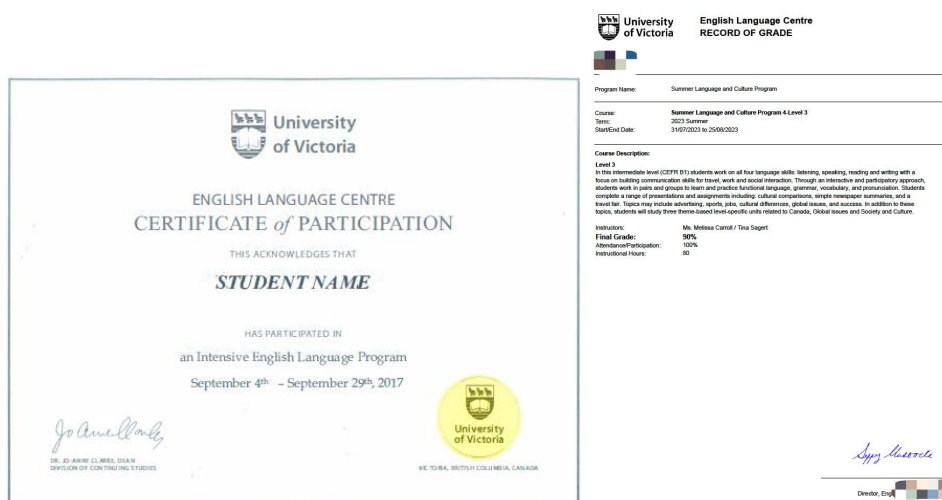 University
of Victoria
ENGLISH LANGUAGE CENTRE
CERTIFICATE of PARTICIPATION
THIS ACKNOWLEDGES THAT
STUDENT NAME
HAS PARTICIPATED IN
an Intensive English Language Program
September 4th – September 29th, 2017
DR. JO-ANNE CLARKE, DEAN
DIVISION OF CONTINUING STUDIES
University
of Victoria
VICTORIA, BRITISH COLUMBIA, CANADA
University
of Victoria
English Language Centre
RECORD OF GRADE
Program Name: Summer Language and Culture Program
Course: Summer Language and Culture Program 4-Level 3
Term: 2023 Summer
Start/End Date: 31/07/2023 to 25/08/2023
Course Description:
Level 3
In this intermediate level (CEFR B1) students work on all four language skills: listening, speaking, reading and writing with a
focus on building communication skills for travel, work and social interaction. Through an interactive and participatory approach,
students work in pairs and groups to learn and practice functional language, grammar, vocabulary, and pronunciation. Students
complete a range of presentations and assignments including: cultural comparisons, simple newspaper summaries, and a
travel fair. Topics may include advertising, sports, jobs, cultural differences, global issues, and success. In addition to these
topics, students will study three theme-based level-specific units related to Canada, Global issues and Society and Culture.
Instructors: Ms. Melissa Carroll / Tina Sagert
Final Grade: 90%
Attendance/Participation: 100%
Instructional Hours: 80
Director, Engl